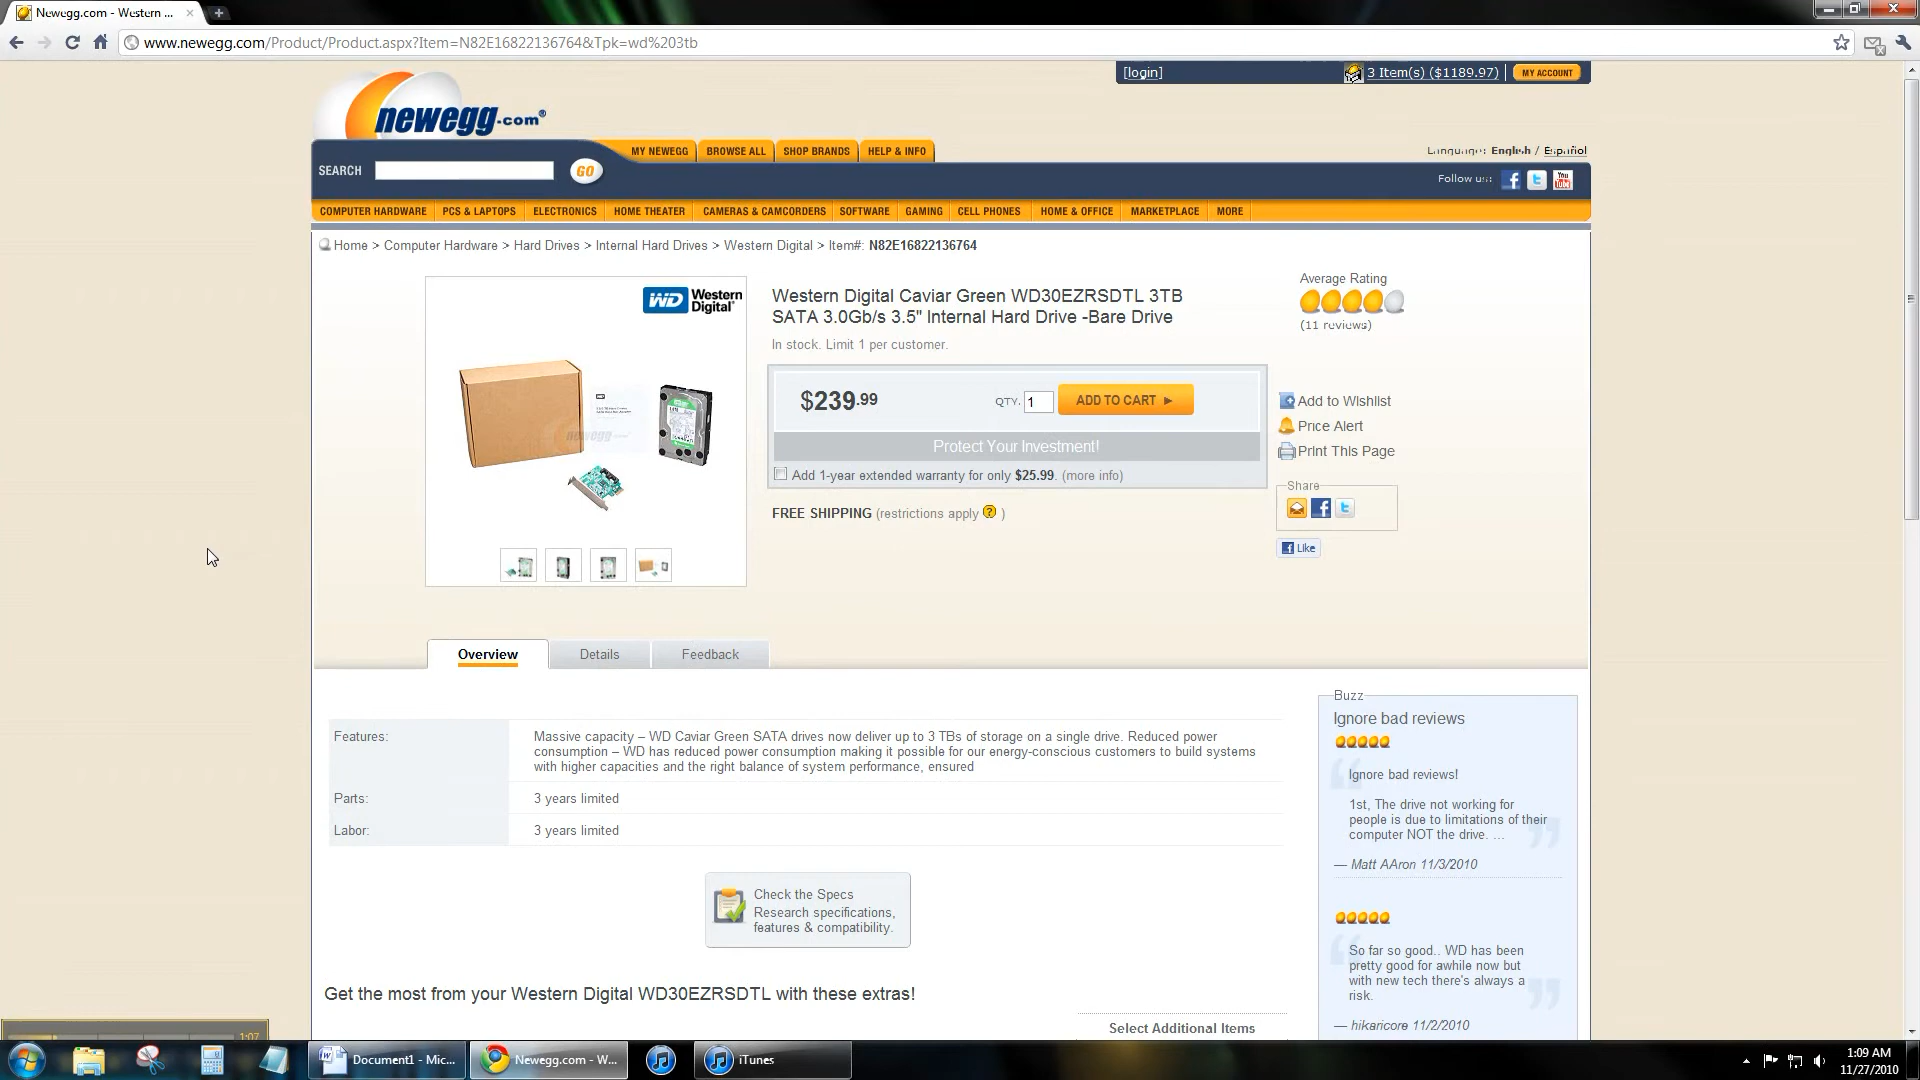 Newegg.com - Western ...
www.newegg.com/Product/Product.aspx?Item=N82E16822136764&Tpk=wd%203tb
[login]
3 Item(s) ($1189.97)
MY ACCOUNT
newegg.com®
MY NEWEGG
BROWSE ALL
SHOP BRANDS
HELP & INFO
Language: English / Español
SEARCH
GO
Follow us:
You Tube
COMPUTER HARDWARE
PCS & LAPTOPS
ELECTRONICS
HOME THEATER
CAMERAS & CAMCORDERS
SOFTWARE
GAMING
CELL PHONES
HOME & OFFICE
MARKETPLACE
MORE
Home > Computer Hardware > Hard Drives > Internal Hard Drives > Western Digital > Item#: N82E16822136764
WD Western Digital®
newegg.com
Western Digital Caviar Green WD30EZRSDTL 3TB
SATA 3.0Gb/s 3.5" Internal Hard Drive -Bare Drive
In stock. Limit 1 per customer.
Average Rating
(11 reviews)
$239.99
QTY. 1
ADD TO CART ►
Protect Your Investment!
Add 1-year extended warranty for only $25.99. (more info)
FREE SHIPPING (restrictions apply ? )
Add to Wishlist
Price Alert
Print This Page
Share
Like
Overview
Details
Feedback
Features:
Massive capacity – WD Caviar Green SATA drives now deliver up to 3 TBs of storage on a single drive. Reduced power
consumption – WD has reduced power consumption making it possible for our energy-conscious customers to build systems
with higher capacities and the right balance of system performance, ensured
Parts:
3 years limited
Labor:
3 years limited
Check the Specs
Research specifications,
features & compatibility.
Buzz
Ignore bad reviews
Ignore bad reviews!
1st, The drive not working for
people is due to limitations of their
computer NOT the drive. ...
— Matt AAron 11/3/2010
So far so good.. WD has been
pretty good for awhile now but
with new tech there's always a
risk.
— hikaricore 11/2/2010
Get the most from your Western Digital WD30EZRSDTL with these extras!
Select Additional Items
1:07
Document1 - Mic...
Newegg.com - W...
iTunes
1:09 AM
11/27/2010